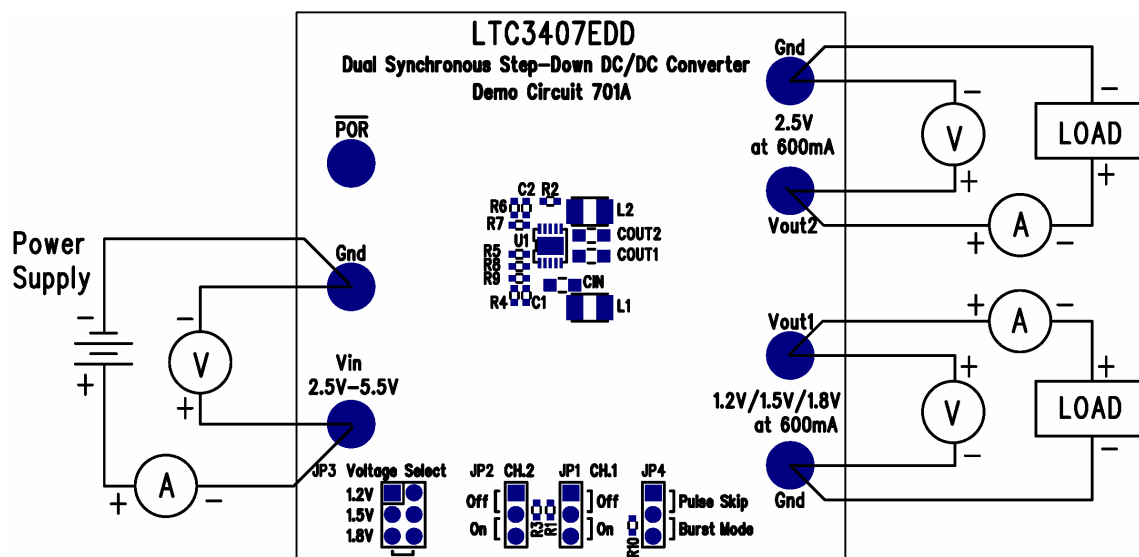 LTC3407EDD
Dual Synchronous Step-Down DC/DC Converter
Demo Circuit 701A
POR
Gnd
2.5V
at 600mA
Vout2
-
V
+
-
LOAD
+
+ A -
C2 R2
R6
R7
U1
L2
COUT2
COUT1
R5
R8
R9
CIN
R4 C1
L1
Power
Supply
Gnd
-
+
-
V
+
Vin
2.5V-5.5V
+ A -
Vout1
1.2V/1.5V/1.8V
at 600mA
Gnd
+ A -
+
V
-
+
LOAD
-
JP3 Voltage Select
1.2V
1.5V
1.8V
JP2 CH.2
Off
On
R3
R1
JP1 CH.1
Off
On
JP4
Pulse Skip
Burst Mode
R10